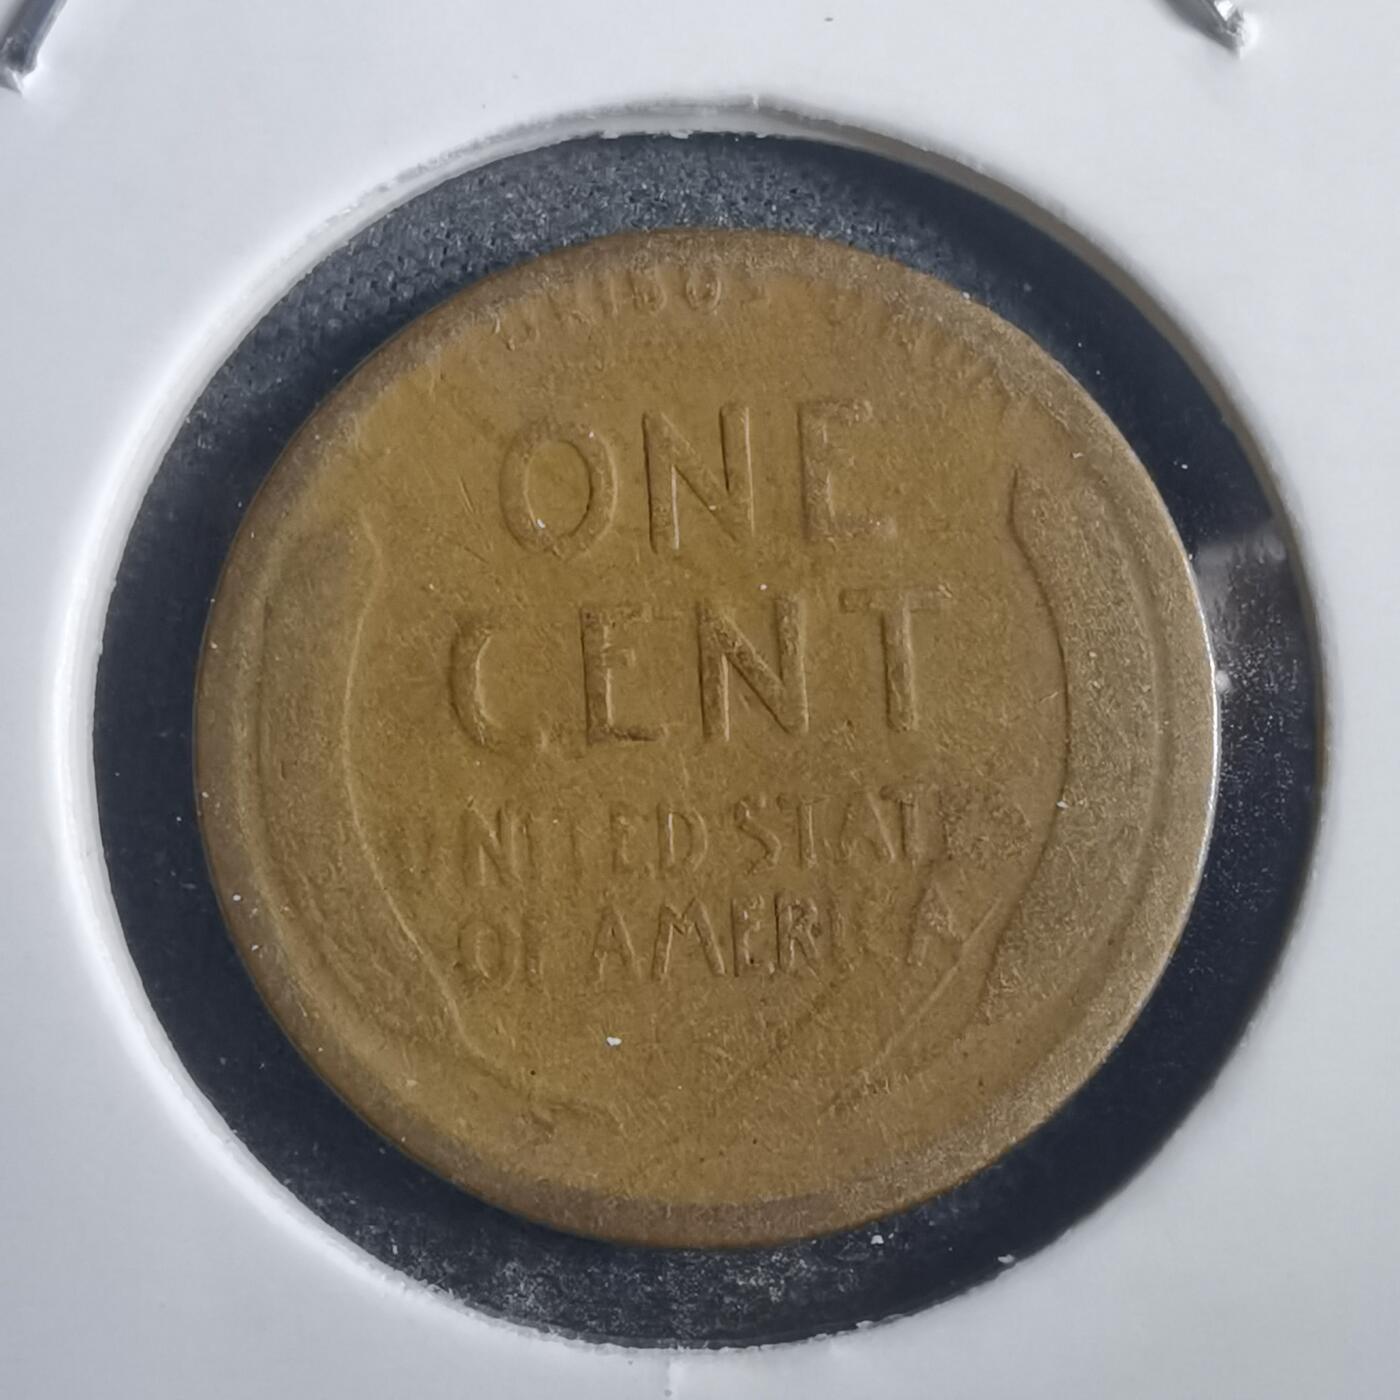 ONE
CENT
UNITED STATES
OF AMERICA